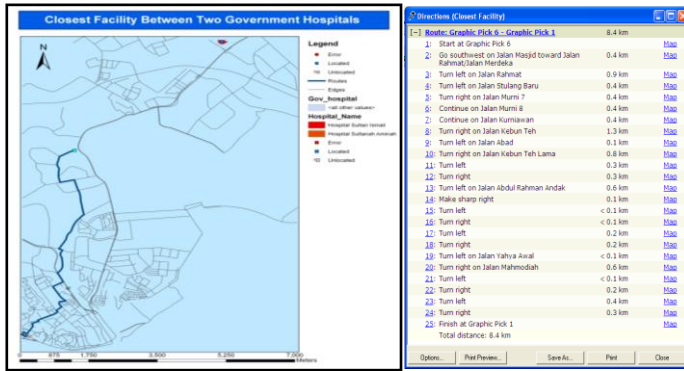 Closest Facility Between Two Government Hospitals
N
Legend
Error
Located
Unlocated
Routes
Edges
Gov_hospital
<all other values>
Hospital_Name
Hospital Sultan Ismail
Hospital Sultanah Aminah
Error
Located
Unlocated
0 875 1,750 3,500 5,250 7,000
Meters
Directions (Closest Facility)
[-] Route: Graphic Pick 6 - Graphic Pick 1 8.4 km
1: Start at Graphic Pick 6 Map
2: Go southwest on Jalan Masjid toward Jalan Rahmat/Jalan Merdeka 0.4 km Map
3: Turn left on Jalan Rahmat 0.9 km Map
4: Turn left on Jalan Stulang Baru 0.4 km Map
5: Turn right on Jalan Murni 7 0.4 km Map
6: Continue on Jalan Murni 8 0.4 km Map
7: Continue on Jalan Kurniawan 0.4 km Map
8: Turn right on Jalan Kebun Teh 1.3 km Map
9: Turn left on Jalan Abad 0.1 km Map
10: Turn right on Jalan Kebun Teh Lama 0.8 km Map
11: Turn left 0.3 km Map
12: Turn right 0.3 km Map
13: Turn left on Jalan Abdul Rahman Andak 0.6 km Map
14: Make sharp right 0.1 km Map
15: Turn left < 0.1 km Map
16: Turn right < 0.1 km Map
17: Turn left 0.2 km Map
18: Turn right 0.2 km Map
19: Turn left on Jalan Yahya Awal < 0.1 km Map
20: Turn right on Jalan Mahmodiah 0.6 km Map
21: Turn left < 0.1 km Map
22: Turn right 0.2 km Map
23: Turn left 0.4 km Map
24: Turn right 0.3 km Map
25: Finish at Graphic Pick 1 Map
Total distance: 8.4 km
Options... Print Preview... Save As... Print Close